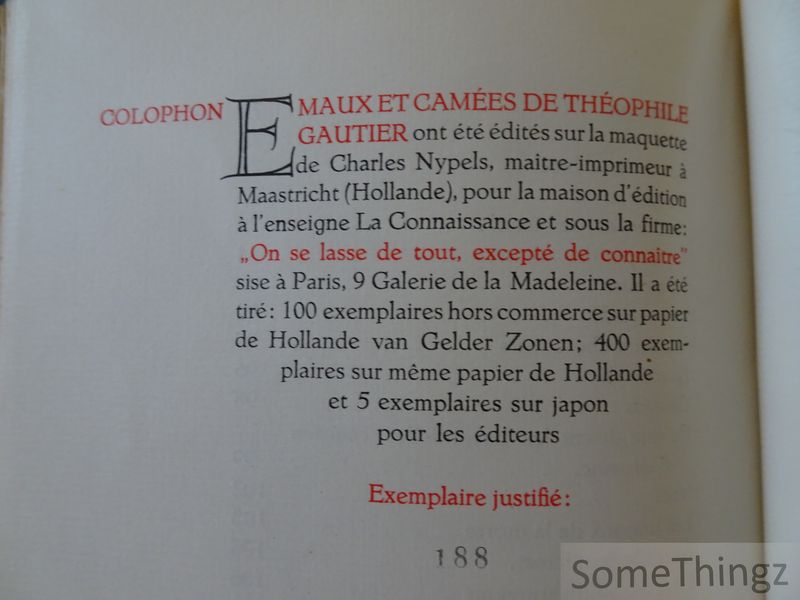 COLOPHON EMAUX ET CAMÉES DE THÉOPHILE
GAUTIER ont été édités sur la maquette
de Charles Nypels, maitre-imprimeur à
Maastricht (Hollande), pour la maison d'édition
à l'enseigne La Connaissance et sous la firme:
„On se lasse de tout, excepté de connaître"
sise à Paris, 9 Galerie de la Madeleine. Il a été
tiré: 100 exemplaires hors commerce sur papier
de Hollande van Gelder Zonen; 400 exem-
plaires sur même papier de Hollande
et 5 exemplaires sur japon
pour les éditeurs
Exemplaire justifié:
188
SomeThingz